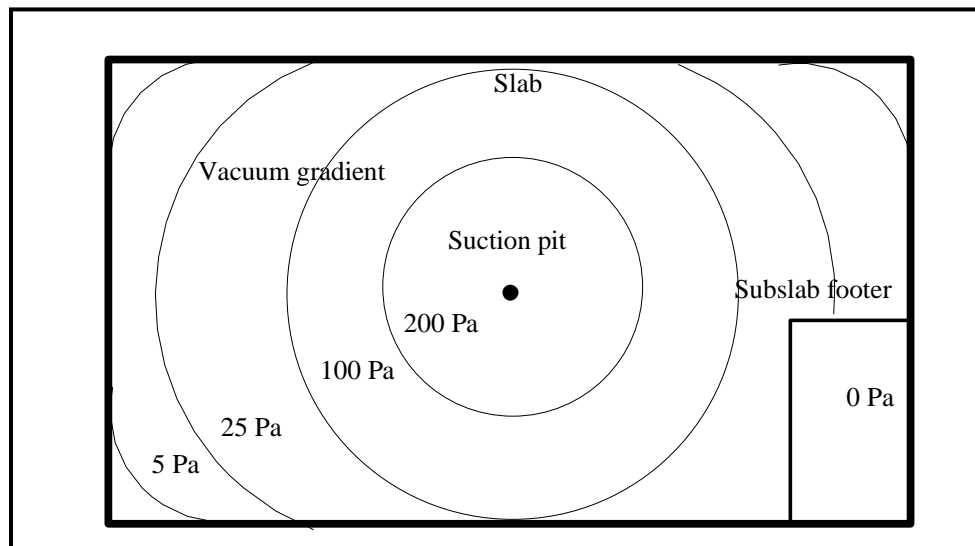 Slab
Vacuum gradient
Suction pit
Subslab footer
200 Pa
100 Pa
0 Pa
25 Pa
5 Pa